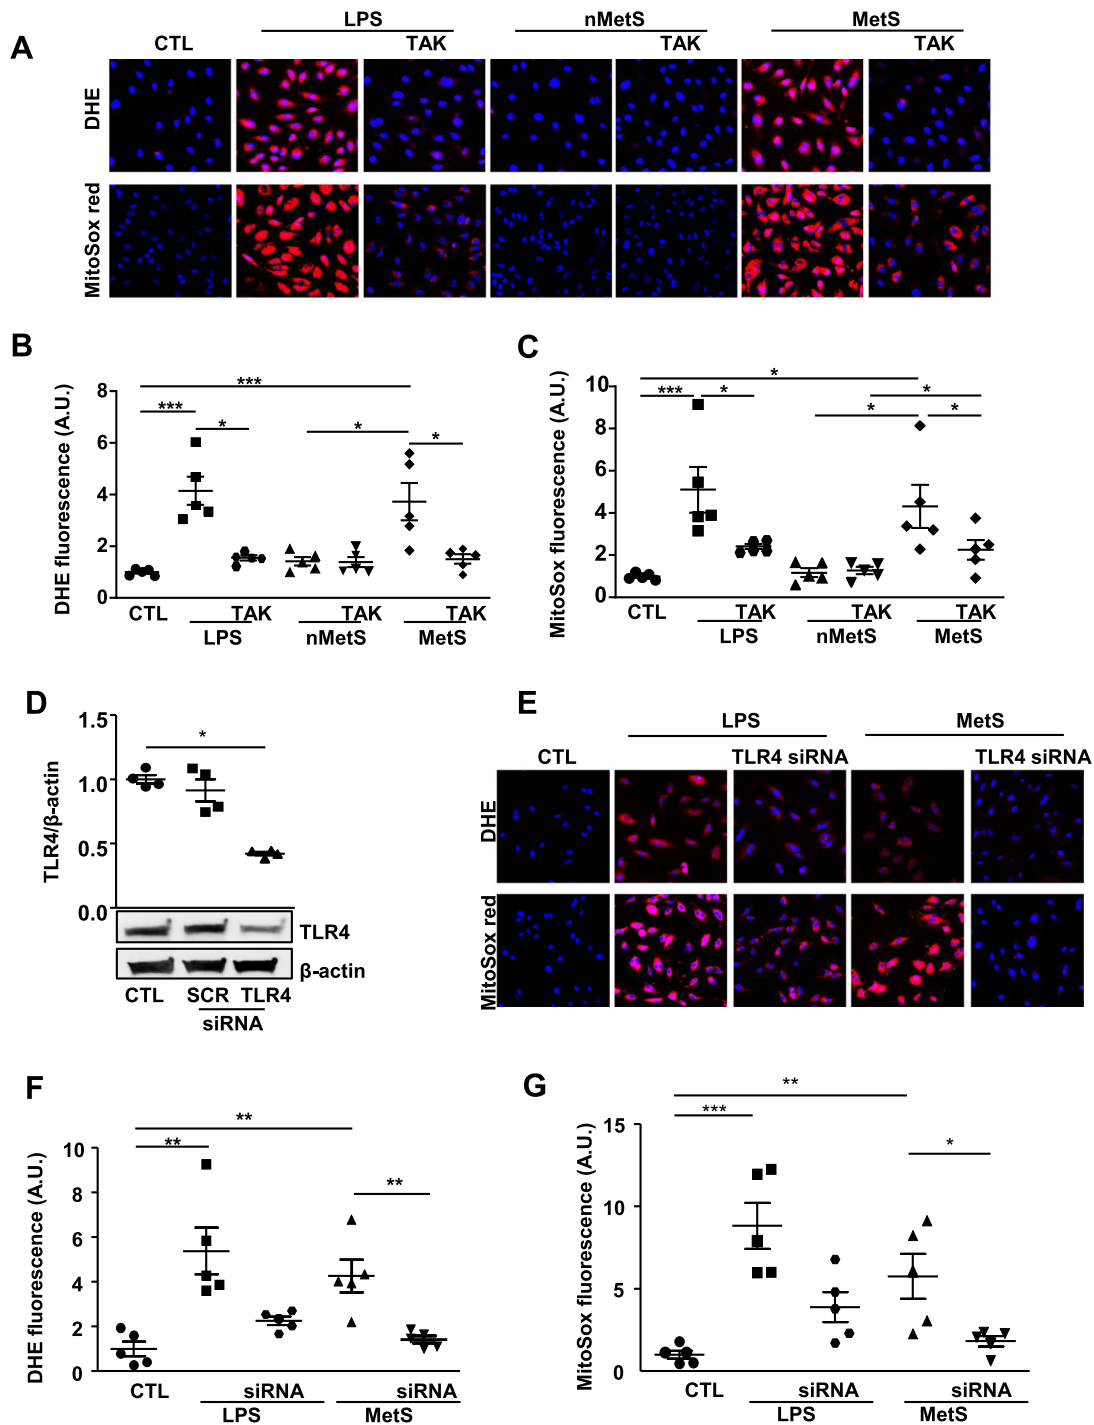 LPS nMetS MetS
CTL TAK TAK TAK
A
DHE
MitoSox red
B
DHE fluorescence (A.U.)
8
6
4
2
0
***
***
*
*
*
CTL TAK TAK TAK
LPS nMetS MetS
C
MitoSox fluorescence (A.U.)
10
8
6
4
2
0
*
***
*
*
*
*
CTL TAK TAK TAK
LPS nMetS MetS
D
TLR4/β-actin
1.5
1.0
0.5
0.0
*
TLR4
β-actin
CTL SCR TLR4
siRNA
E
LPS MetS
CTL TLR4 siRNA TLR4 siRNA
DHE
MitoSox red
F
DHE fluorescence (A.U.)
10
8
6
4
2
0
**
**
**
CTL siRNA siRNA
LPS MetS
G
MitoSox fluorescence (A.U.)
15
10
5
0
**
***
*
CTL siRNA siRNA
LPS MetS